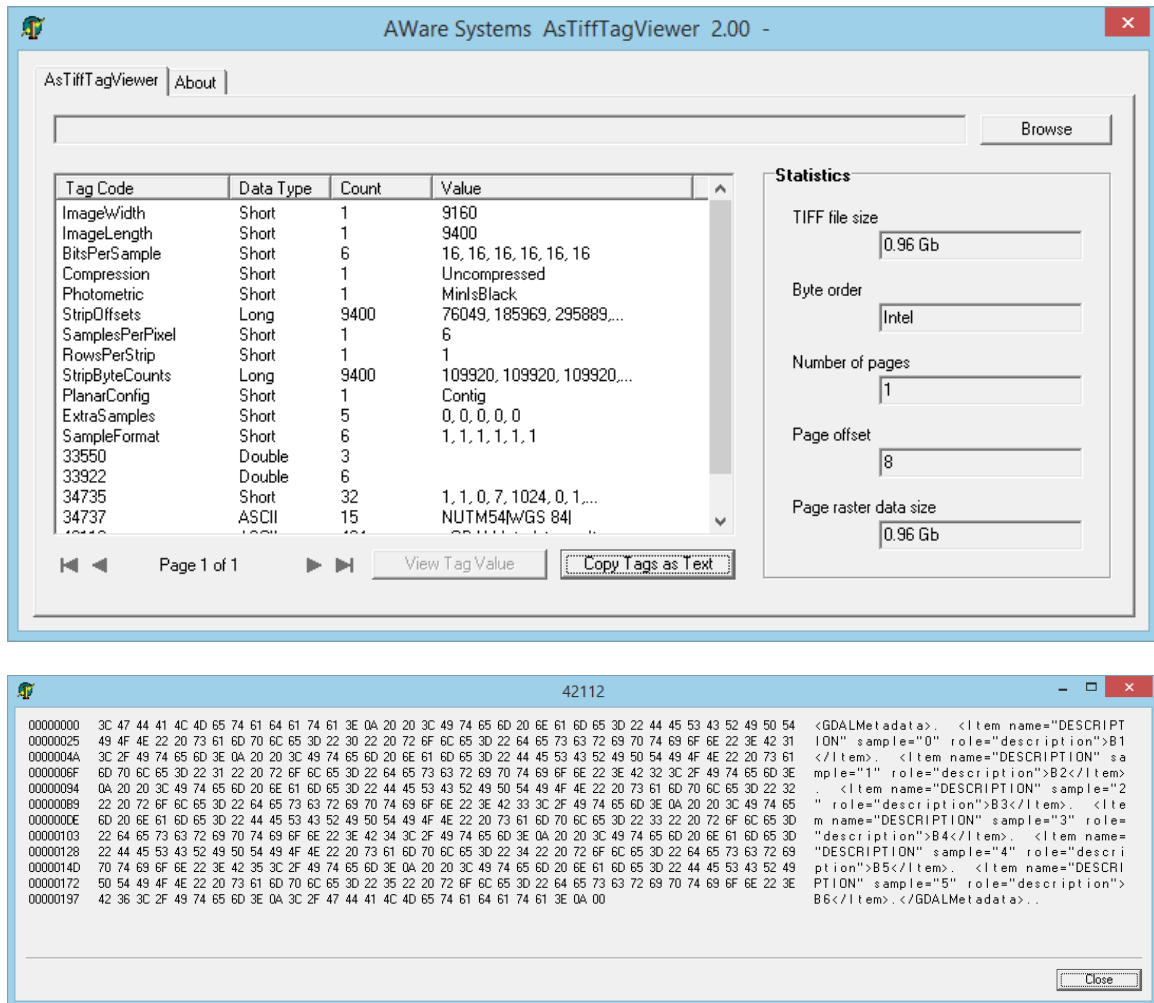 AWare Systems AsTiffTagViewer 2.00 -
AsTiffTagViewer About
Browse
Tag Code Data Type Count Value
ImageWidth Short 1 9160
ImageLength Short 1 9400
BitsPerSample Short 6 16, 16, 16, 16, 16, 16
Compression Short 1 Uncompressed
Photometric Short 1 MinIsBlack
StripOffsets Long 9400 76049, 185969, 295889,...
SamplesPerPixel Short 1 6
RowsPerStrip Short 1 1
StripByteCounts Long 9400 109920, 109920, 109920,...
PlanarConfig Short 1 Contig
ExtraSamples Short 5 0, 0, 0, 0, 0
SampleFormat Short 6 1, 1, 1, 1, 1, 1
33550 Double 3
33922 Double 6
34735 Short 32 1, 1, 0, 7, 1024, 0, 1,...
34737 ASCII 15 NUTM54|WGS 84|
Page 1 of 1 View Tag Value Copy Tags as Text
Statistics
TIFF file size
0.96 Gb
Byte order
Intel
Number of pages
1
Page offset
8
Page raster data size
0.96 Gb
42112
00000000 3C 47 44 41 4C 4D 65 74 61 64 61 74 61 3E 0A 20 20 3C 49 74 65 6D 20 6E 61 6D 65 3D 22 44 45 53 43 52 49 50 54 <GDALMetadata>. <Item name="DESCRIPT
00000025 49 4F 4E 22 20 73 61 6D 70 6C 65 3D 22 30 22 20 72 6F 6C 65 3D 22 64 65 73 63 72 69 70 74 69 6F 6E 22 3E 42 31 ION" sample="0" role="description">B1
0000004A 3C 2F 49 74 65 6D 3E 0A 20 20 3C 49 74 65 6D 20 6E 61 6D 65 3D 22 44 45 53 43 52 49 50 54 49 4F 4E 22 20 73 61 </Item>. <Item name="DESCRIPTION" sa
0000006F 6D 70 6C 65 3D 22 31 22 20 72 6F 6C 65 3D 22 64 65 73 63 72 69 70 74 69 6F 6E 22 3E 42 32 3C 2F 49 74 65 6D 3E mple="1" role="description">B2</Item>
00000094 0A 20 20 3C 49 74 65 6D 20 6E 61 6D 65 3D 22 44 45 53 43 52 49 50 54 49 4F 4E 22 20 73 61 6D 70 6C 65 3D 22 32 . <Item name="DESCRIPTION" sample="2
000000B9 22 20 72 6F 6C 65 3D 22 64 65 73 63 72 69 70 74 69 6F 6E 22 3E 42 33 3C 2F 49 74 65 6D 3E 0A 20 20 3C 49 74 65 " role="description">B3</Item>. <Ite
000000DE 6D 20 6E 61 6D 65 3D 22 44 45 53 43 52 49 50 54 49 4F 4E 22 20 73 61 6D 70 6C 65 3D 22 33 22 20 72 6F 6C 65 3D m name="DESCRIPTION" sample="3" role=
00000103 22 64 65 73 63 72 69 70 74 69 6F 6E 22 3E 42 34 3C 2F 49 74 65 6D 3E 0A 20 20 3C 49 74 65 6D 20 6E 61 6D 65 3D "description">B4</Item>. <Item name=
00000128 22 44 45 53 43 52 49 50 54 49 4F 4E 22 20 73 61 6D 70 6C 65 3D 22 34 22 20 72 6F 6C 65 3D 22 64 65 73 63 72 69 "DESCRIPTION" sample="4" role="descri
0000014D 70 74 69 6F 6E 22 3E 42 35 3C 2F 49 74 65 6D 3E 0A 20 20 3C 49 74 65 6D 20 6E 61 6D 65 3D 22 44 45 53 43 52 49 ption">B5</Item>. <Item name="DESCRI
00000172 50 54 49 4F 4E 22 20 73 61 6D 70 6C 65 3D 22 35 22 20 72 6F 6C 65 3D 22 64 65 73 63 72 69 70 74 69 6F 6E 22 3E PTION" sample="5" role="description">
00000197 42 36 3C 2F 49 74 65 6D 3E 0A 3C 2F 47 44 41 4C 4D 65 74 61 64 61 74 61 3E 0A 00 B6</Item>.</GDALMetadata>..
Close